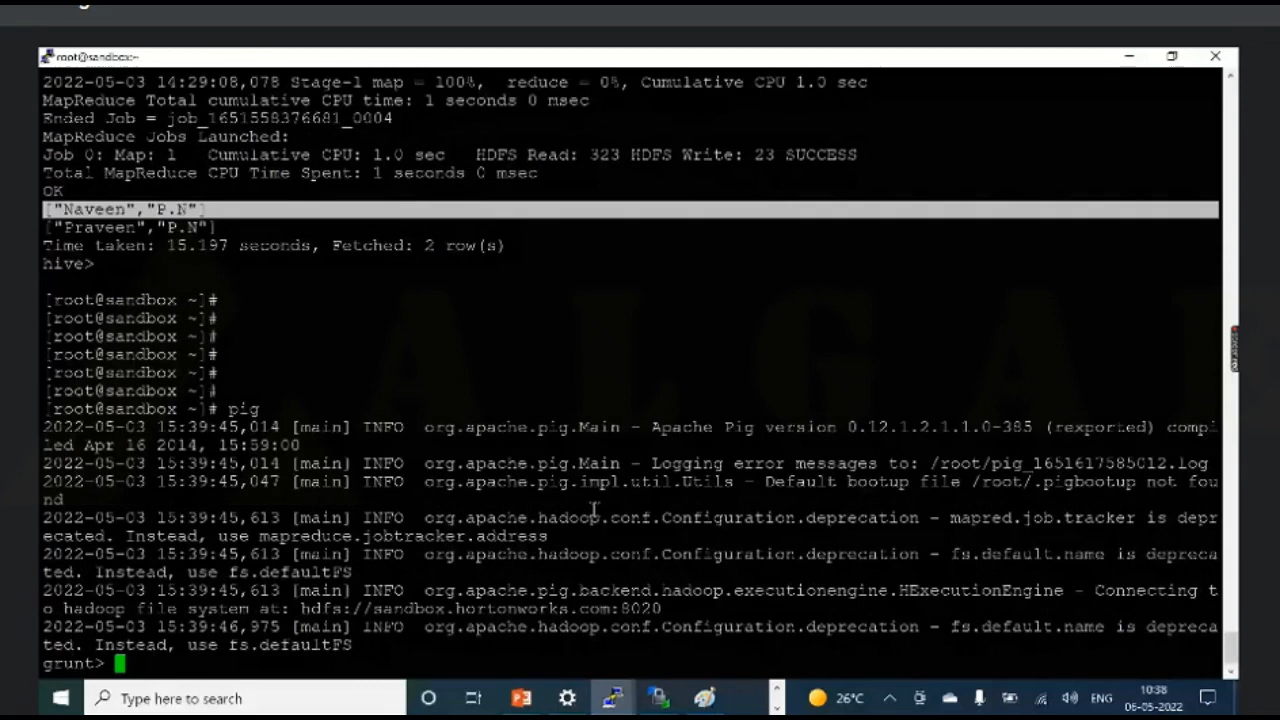 root@sandbox:~
2022-05-03 14:29:08,078 Stage-1 map = 100%, reduce = 0%, Cumulative CPU 1.0 sec
MapReduce Total cumulative CPU time: 1 seconds 0 msec
Ended Job = job_1651558376681_0004
MapReduce Jobs Launched:
Job 0: Map: 1 Cumulative CPU: 1.0 sec HDFS Read: 323 HDFS Write: 23 SUCCESS
Total MapReduce CPU Time Spent: 1 seconds 0 msec
OK
["Naveen","P.N"]
["Praveen","P.N"]
Time taken: 15.197 seconds, Fetched: 2 row(s)
hive>
[root@sandbox ~]#
[root@sandbox ~]#
[root@sandbox ~]#
[root@sandbox ~]#
[root@sandbox ~]#
[root@sandbox ~]#
[root@sandbox ~]# pig
2022-05-03 15:39:45,014 [main] INFO org.apache.pig.Main - Apache Pig version 0.12.1.2.1.1.0-385 (rexported) compi
led Apr 16 2014, 15:59:00
2022-05-03 15:39:45,014 [main] INFO org.apache.pig.Main - Logging error messages to: /root/pig_1651617585012.log
2022-05-03 15:39:45,047 [main] INFO org.apache.pig.impl.util.Utils - Default bootup file /root/.pigbootup not fou
nd
2022-05-03 15:39:45,613 [main] INFO org.apache.hadoop.conf.Configuration.deprecation - mapred.job.tracker is depr
ecated. Instead, use mapreduce.jobtracker.address
2022-05-03 15:39:45,613 [main] INFO org.apache.hadoop.conf.Configuration.deprecation - fs.default.name is depreca
ted. Instead, use fs.defaultFS
2022-05-03 15:39:45,613 [main] INFO org.apache.pig.backend.hadoop.executionengine.HExecutionEngine - Connecting t
o hadoop file system at: hdfs://sandbox.hortonworks.com:8020
2022-05-03 15:39:46,975 [main] INFO org.apache.hadoop.conf.Configuration.deprecation - fs.default.name is depreca
ted. Instead, use fs.defaultFS
grunt>
Type here to search
26°C
ENG
10:38
06-05-2022